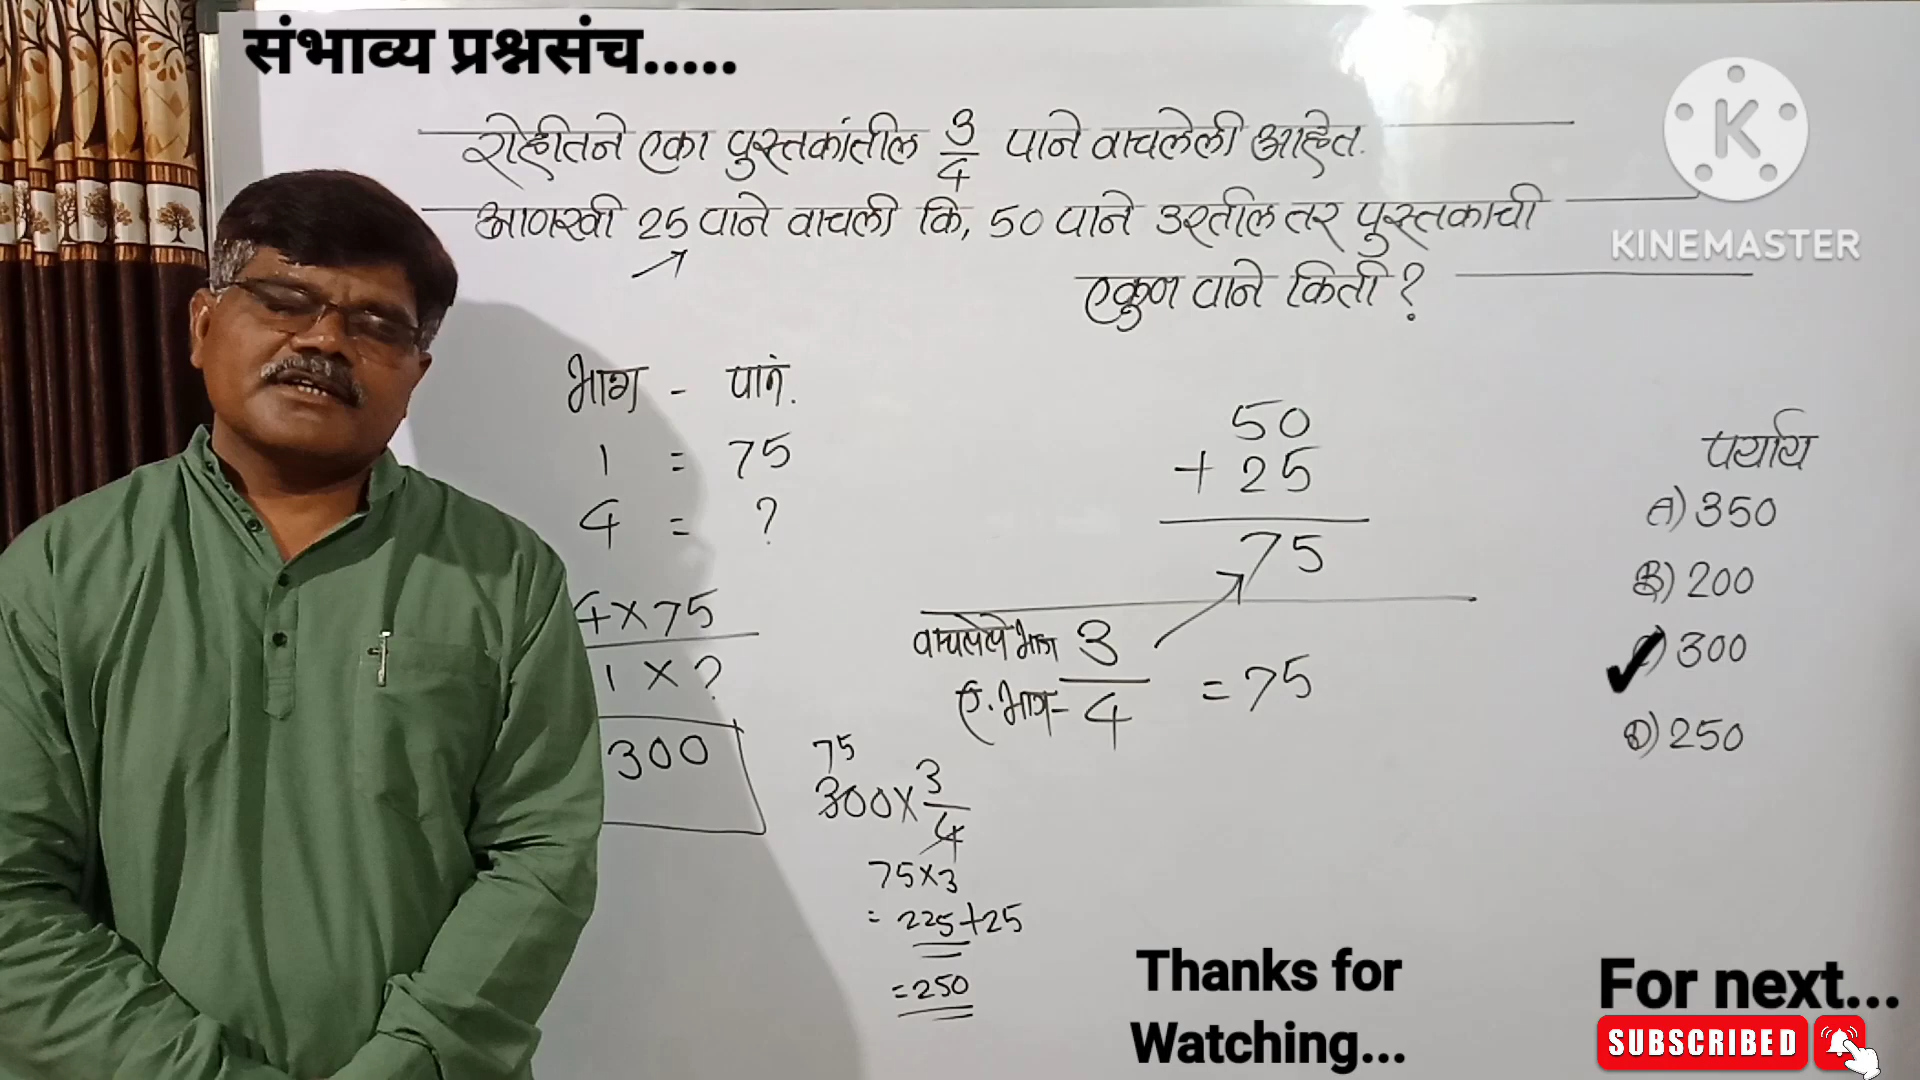 संभाव्य प्रश्नसंच.....
रोहीतने एका पुस्तकांतील 3/4 पाने वाचलेली आहेत.
आणखी 25 पाने वाचली कि, 50 पाने उरतील तर पुस्तकाची
एकुण पाने किती ?
KINEMASTER
भाग - पाने.
1 = 75
4 = ?
4 X 75
1 X ?
300
50
+ 25
75
वाचलेले भाग 3
ए. भाग - 4 = 75
75
300 X 3/4
75 X 3
= 225 + 25
= 250
पर्याय
A) 350
B) 200
C) 300
D) 250
Thanks for
Watching...
For next...
SUBSCRIBED